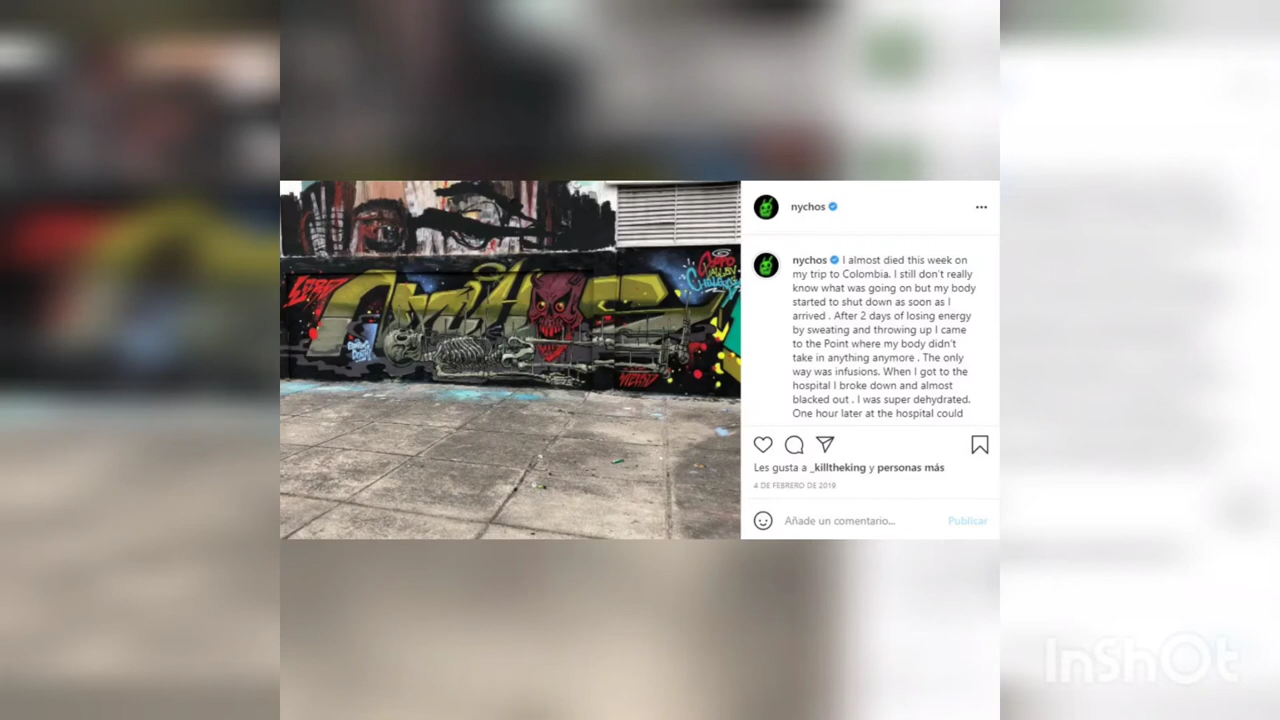 nychos
nychos I almost died this week on
my trip to Colombia. I still don't really
know what was going on but my body
started to shut down as soon as I
arrived . After 2 days of losing energy
by sweating and throwing up I came
to the Point where my body didn't
take in anything anymore . The only
way was infusions. When I got to the
hospital I broke down and almost
blacked out . I was super dehydrated.
One hour later at the hospital could
Les gusta a _killtheking y personas más
4 DE FEBRERO DE 2019
Añade un comentario... Publicar
InShOt